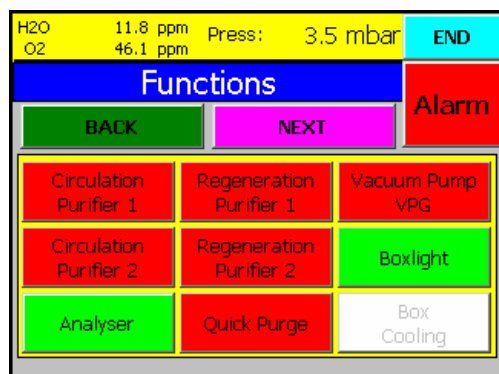 H2O 11.8 ppm Press: 3.5 mbar END
O2 46.1 ppm
Functions
Alarm
BACK NEXT
Circulation Purifier 1
Regeneration Purifier 1
Vacuum Pump VPG
Circulation Purifier 2
Regeneration Purifier 2
Boxlight
Analyser
Quick Purge
Box Cooling